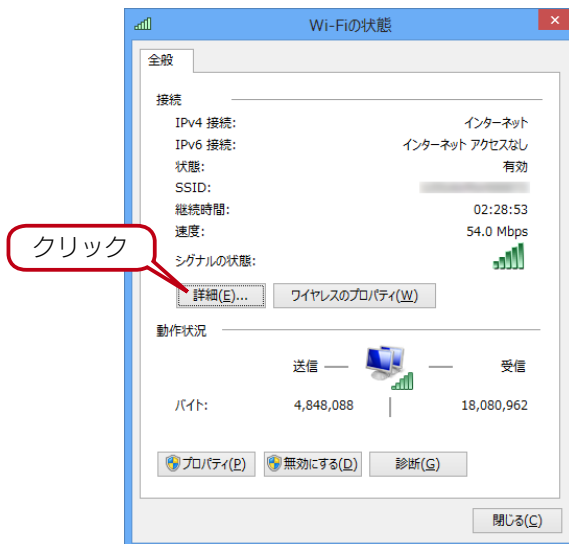 Wi-Fiの状態
全般
接続
IPv4 接続: インターネット
IPv6 接続: インターネット アクセスなし
状態: 有効
SSID:
継続時間: 02:28:53
速度: 54.0 Mbps
シグナルの状態:
クリック
詳細(E)... ワイヤレスのプロパティ(W)
動作状況
送信 — — 受信
バイト: 4,848,088 18,080,962
プロパティ(P) 無効にする(D) 診断(G)
閉じる(C)